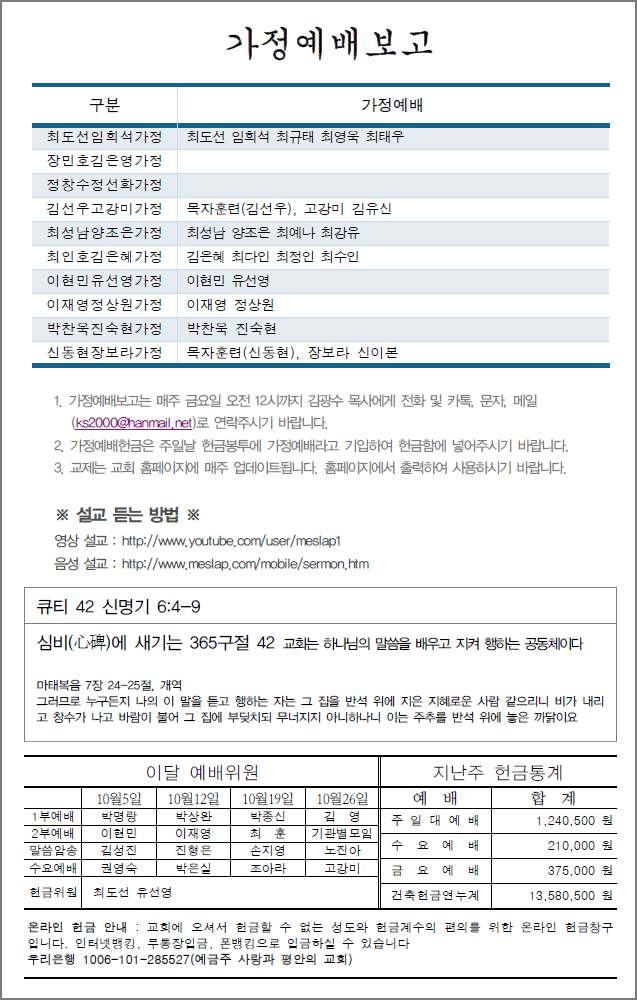 가정예배보고
구분 가정예배
최도선임희석가정 최도선 임희석 최규태 최영욱 최태우
장민호김은영가정
정창수정선화가정
김선우고강미가정 목자훈련(김선우), 고강미 김유신
최성남양조은가정 최성남 양조은 최예나 최강유
최인호김은혜가정 김은혜 최다인 최정인 최수인
이현민유선영가정 이현민 유선영
이재영정상원가정 이재영 정상원
박찬욱진숙현가정 박찬욱 진숙현
신동현장보라가정 목자훈련(신동현), 장보라 신이본
1. 가정예배보고는 매주 금요일 오전 12시까지 김광수 목사에게 전화 및 카톡, 문자, 메일
(ks2000@hanmail.net)로 연락주시기 바랍니다.
2. 가정예배헌금은 주일날 헌금봉투에 가정예배라고 기입하여 헌금함에 넣어주시기 바랍니다.
3. 교제는 교회 홈페이지에 매주 업데이트됩니다. 홈페이지에서 출력하여 사용하시기 바랍니다.
※ 설교 듣는 방법 ※
영상 설교 : http://www.youtube.com/user/meslap1
음성 설교 : http://www.meslap.com/mobile/sermon.htm
큐티 42 신명기 6:4-9
심비(心碑)에 새기는 365구절 42 교회는 하나님의 말씀을 배우고 지켜 행하는 공동체이다
마태복음 7장 24-25절, 개역
그러므로 누구든지 나의 이 말을 듣고 행하는 자는 그 집을 반석 위에 지은 지혜로운 사람 같으리니 비가 내리
고 창수가 나고 바람이 불어 그 집에 부딪치되 무너지지 아니하나니 이는 주추를 반석 위에 놓은 까닭이요
이달 예배위원
10월5일 10월12일 10월19일 10월26일
1부예배 박명랑 박상완 박종신 김 영
2부예배 이현민 이재영 최 훈 기관별모임
말씀암송 김성진 진형은 손지영 노진아
수요예배 권영숙 박은실 조아라 고강미
헌금위원 최도선 유선영
지난주 헌금통계
예 배 합 계
주 일 대 예 배 1,240,500 원
수 요 예 배 210,000 원
금 요 예 배 375,000 원
건축헌금연누계 13,580,500 원
온라인 헌금 안내 : 교회에 오셔서 헌금할 수 없는 성도와 헌금계수의 편의를 위한 온라인 헌금창구
입니다. 인터넷뱅킹, 무통장입금, 폰뱅킹으로 입금하실 수 있습니다
우리은행 1006-101-285527(예금주 사랑과 평안의 교회)